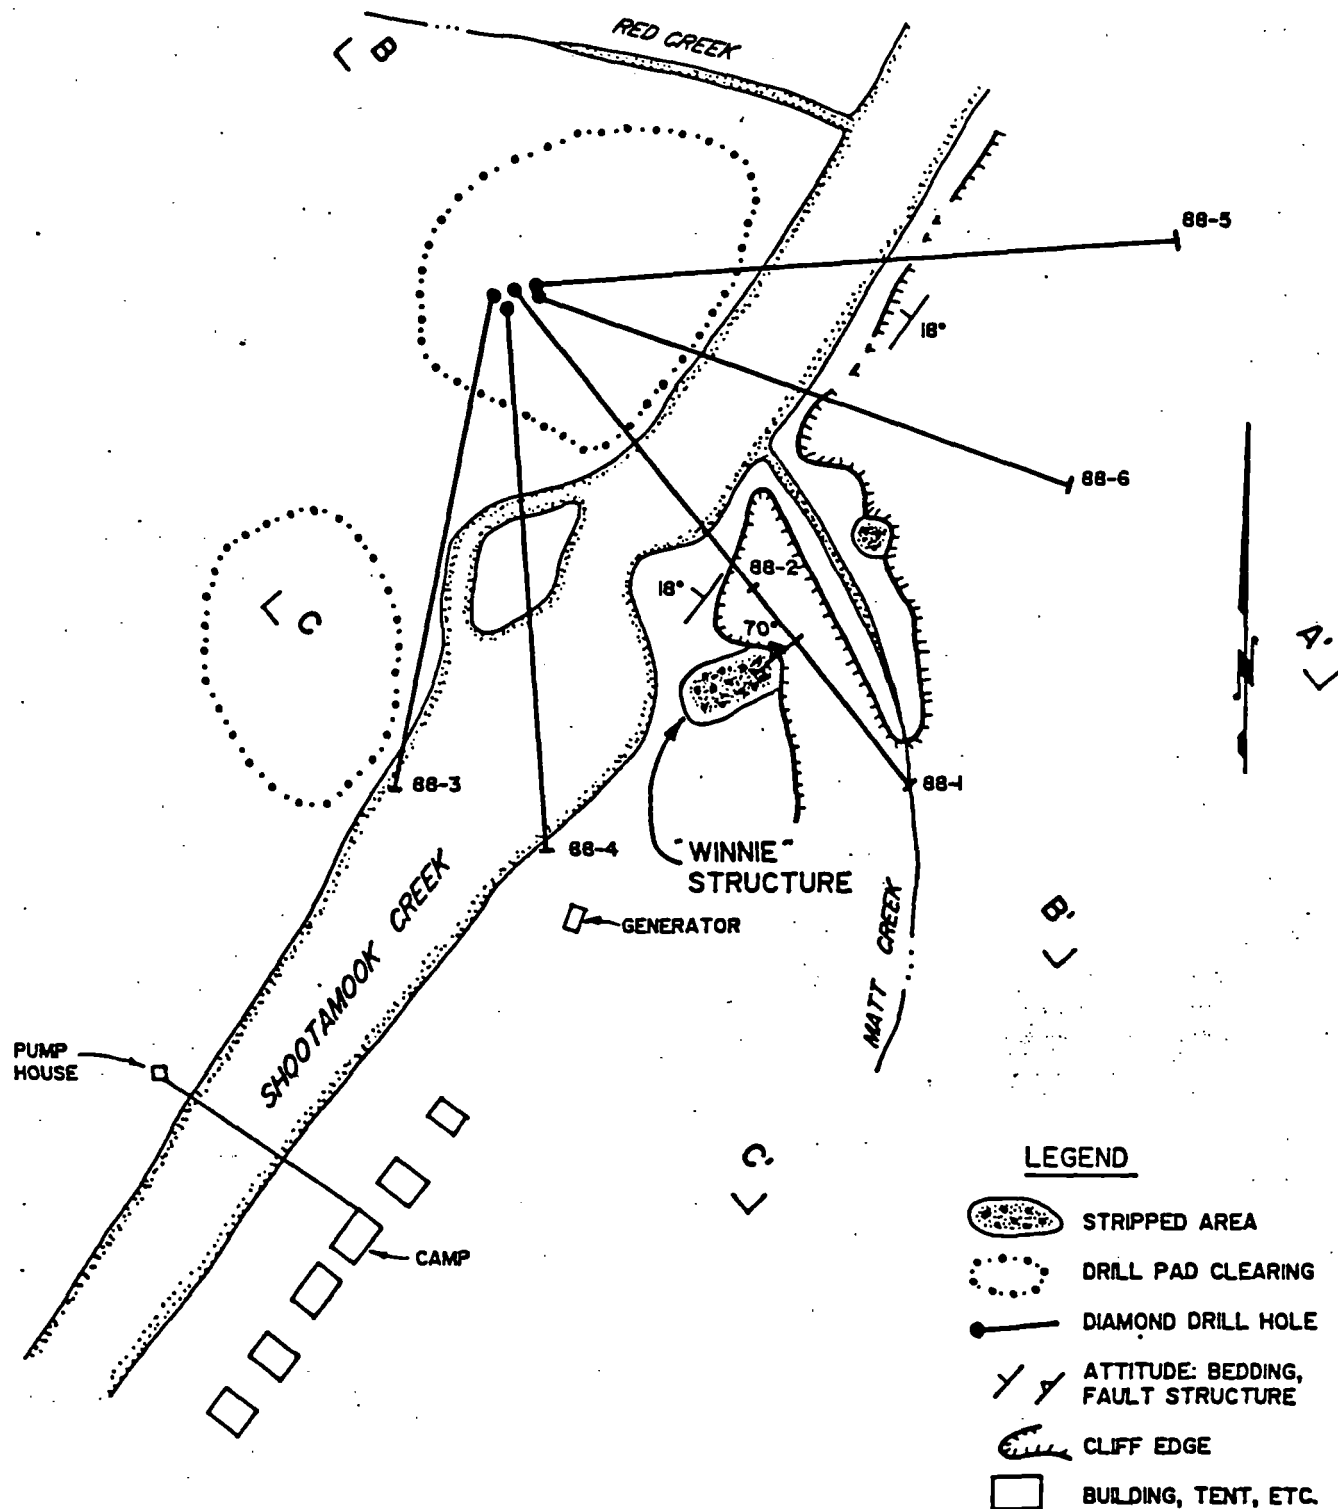 RED CREEK
B
88-5
18°
88-6
C
18°
88-2
70°
A'
88-3
88-1
88-4
"WINNIE"
STRUCTURE
GENERATOR
B'
MATT CREEK
SHOOTAMOOK CREEK
PUMP
HOUSE
C'
CAMP
LEGEND
STRIPPED AREA
DRILL PAD CLEARING
DIAMOND DRILL HOLE
ATTITUDE: BEDDING,
FAULT STRUCTURE
CLIFF EDGE
BUILDING, TENT, ETC.